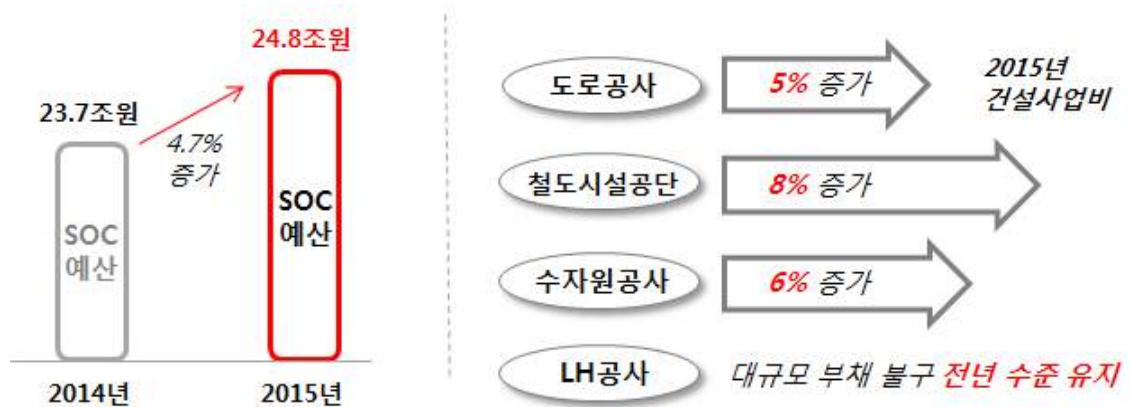 24.8조원
23.7조원
4.7%
증가
SOC
예산
SOC
예산
2014년
2015년
도로공사
5% 증가
2015년
건설사업비
철도시설공단
8% 증가
수자원공사
6% 증가
LH공사
대규모 부채 불구 전년 수준 유지